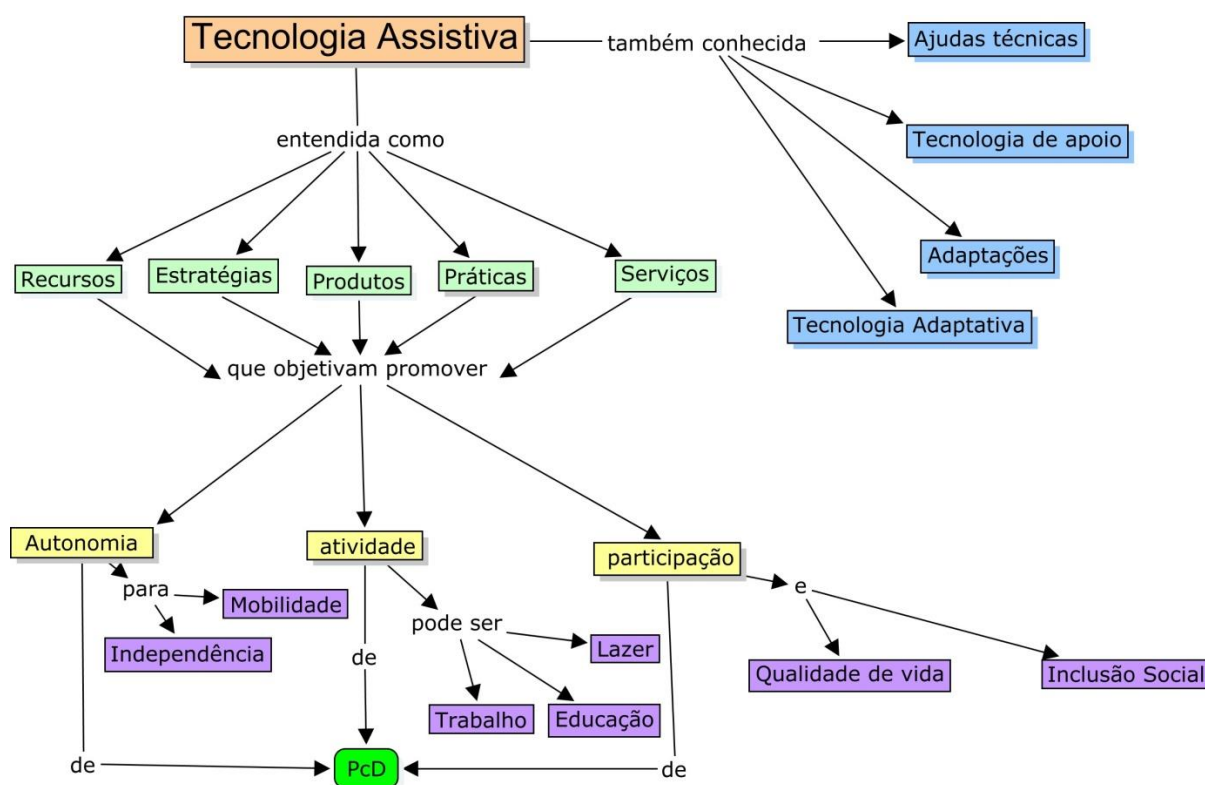 Tecnologia Assistiva
também conhecida
Ajudas técnicas
Tecnologia de apoio
Adaptações
Tecnologia Adaptativa
entendida como
Recursos
Estratégias
Produtos
Práticas
Serviços
que objetivam promover
Autonomia
atividade
participação
para
Mobilidade
Independência
pode ser
Lazer
Trabalho
Educação
e
Qualidade de vida
Inclusão Social
de
de
de
PcD